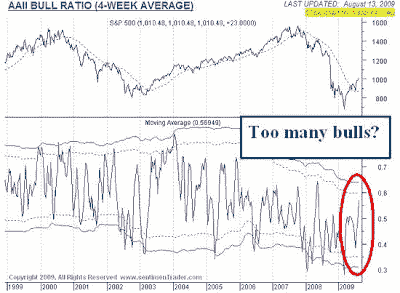 AAII BULL RATIO (4-WEEK AVERAGE)
LAST UPDATED: August 13, 2009
S&P 500 (1,010.48, 1,010.48, 1,010.48, +23.0000)
1600
1400
1200
1000
800
Moving Average (0.56949)
Too many bulls?
0.7
0.6
0.5
0.4
0.3
Copyright 2009, All Rights Reserved www.sentimenTrader.com
1999 2000 2001 2002 2003 2004 2005 2006 2007 2008 2009